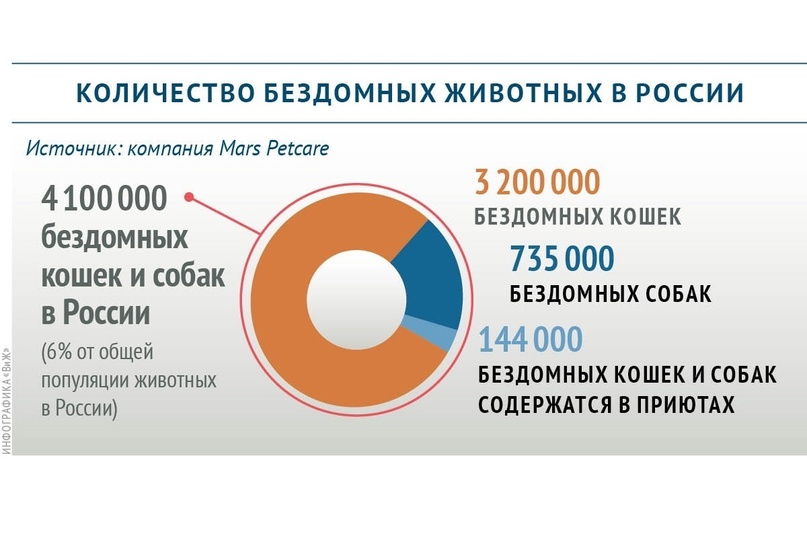 КОЛИЧЕСТВО БЕЗДОМНЫХ ЖИВОТНЫХ В РОССИИ
Источник: компания Mars Petcare
4 100 000
бездомных
кошек и собак
в России
(6% от общей
популяции животных
в России)
3 200 000
БЕЗДОМНЫХ КОШЕК
735 000
БЕЗДОМНЫХ СОБАК
144 000
БЕЗДОМНЫХ КОШЕК И СОБАК
СОДЕРЖАТСЯ В ПРИЮТАХ
ИНФОГРАФИКА «ВиЖ»